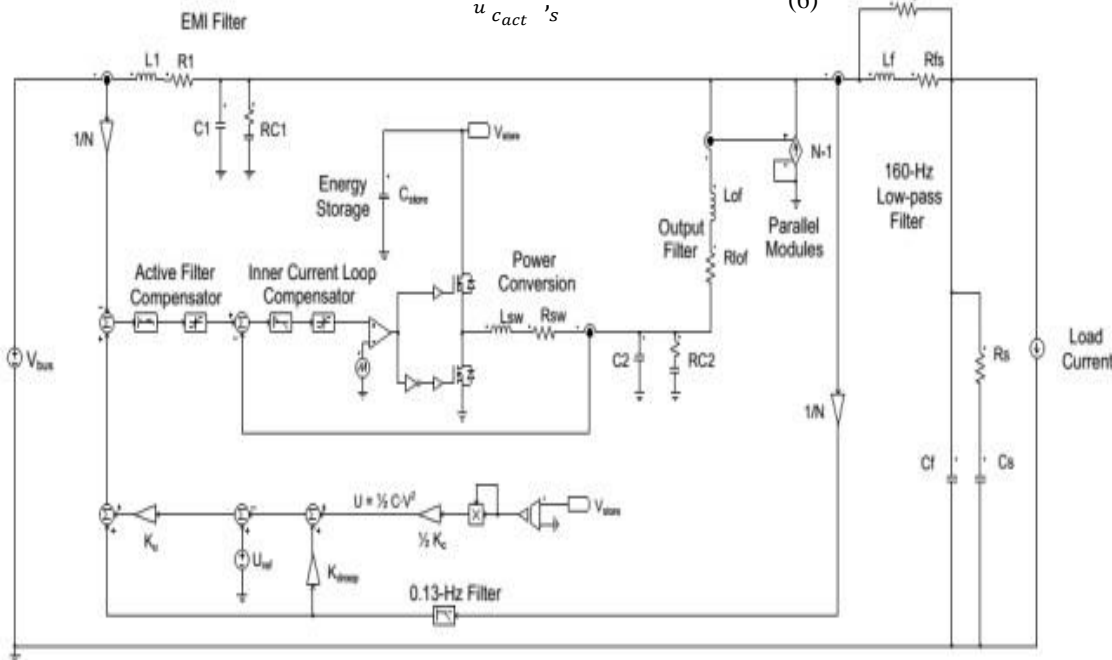 u c_act 's (6)
EMI Filter
L1 R1
Lf Rfs
1/N
C1 RC1
V_store
N-1
160-Hz
Low-pass
Filter
Energy
Storage
C_store
Lof
Output
Filter
Parallel
Modules
Rlof
Active Filter
Compensator
Inner Current Loop
Compensator
Power
Conversion
Lsw Rsw
V_bus
C2 RC2
Rs
Load
Current
1/N
Cf Cs
U = ½ C·V²
V_store
X
½ K_c
K_u
U_ref
K_droop
0.13-Hz Filter